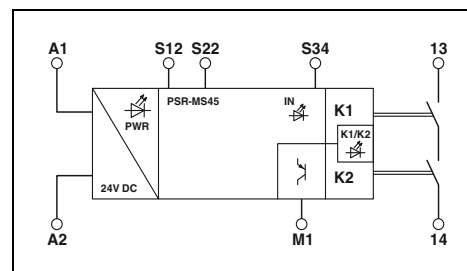 A1 S12 S22 S34 13
PSR-MS45 IN K1
PWR K1/K2
24V DC K2
A2 M1 14